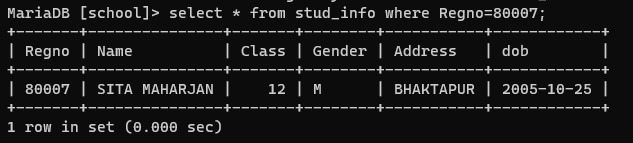 MariaDB [school]> select * from stud_info where Regno=80007;
+-------+---------------+-------+--------+-----------+------------+
| Regno | Name          | Class | Gender | Address   | dob        |
+-------+---------------+-------+--------+-----------+------------+
| 80007 | SITA MAHARJAN |    12 | M      | BHAKTAPUR | 2005-10-25 |
+-------+---------------+-------+--------+-----------+------------+
1 row in set (0.000 sec)